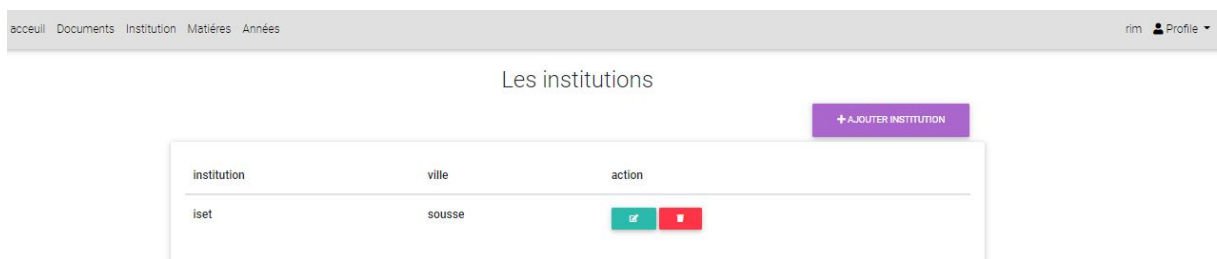 acceuil Documents Institution Matiéres Années rim Profile
Les institutions
+ AJOUTER INSTITUTION
institution ville action
iset sousse